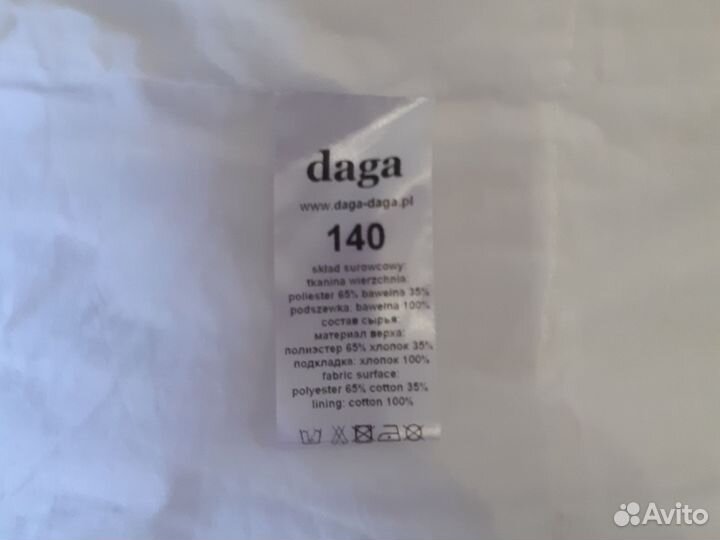 daga
www.daga-daga.pl
140
skład surowcowy:
tkanina wierzchnia:
poliester 65% bawełna 35%
podszewka: bawełna 100%
состав сырья:
материал верха:
полиэстер 65% хлопок 35%
подкладка: хлопок 100%
fabric surface:
polyester 65% cotton 35%
lining: cotton 100%
Avito